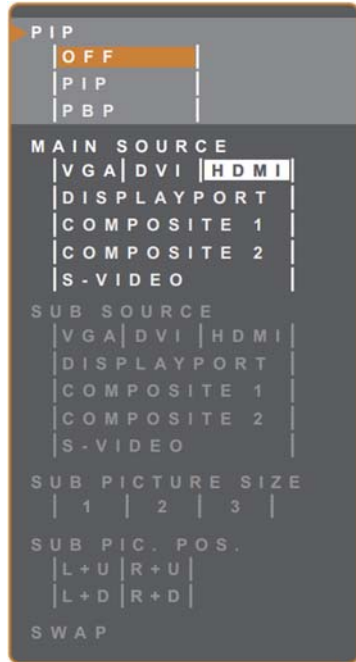 PIP
OFF
PIP
PBP
MAIN SOURCE
VGA DVI HDMI
DISPLAYPORT
COMPOSITE 1
COMPOSITE 2
S-VIDEO
SUB SOURCE
VGA DVI HDMI
DISPLAYPORT
COMPOSITE 1
COMPOSITE 2
S-VIDEO
SUB PICTURE SIZE
1 2 3
SUB PIC. POS.
L+U R+U
L+D R+D
SWAP